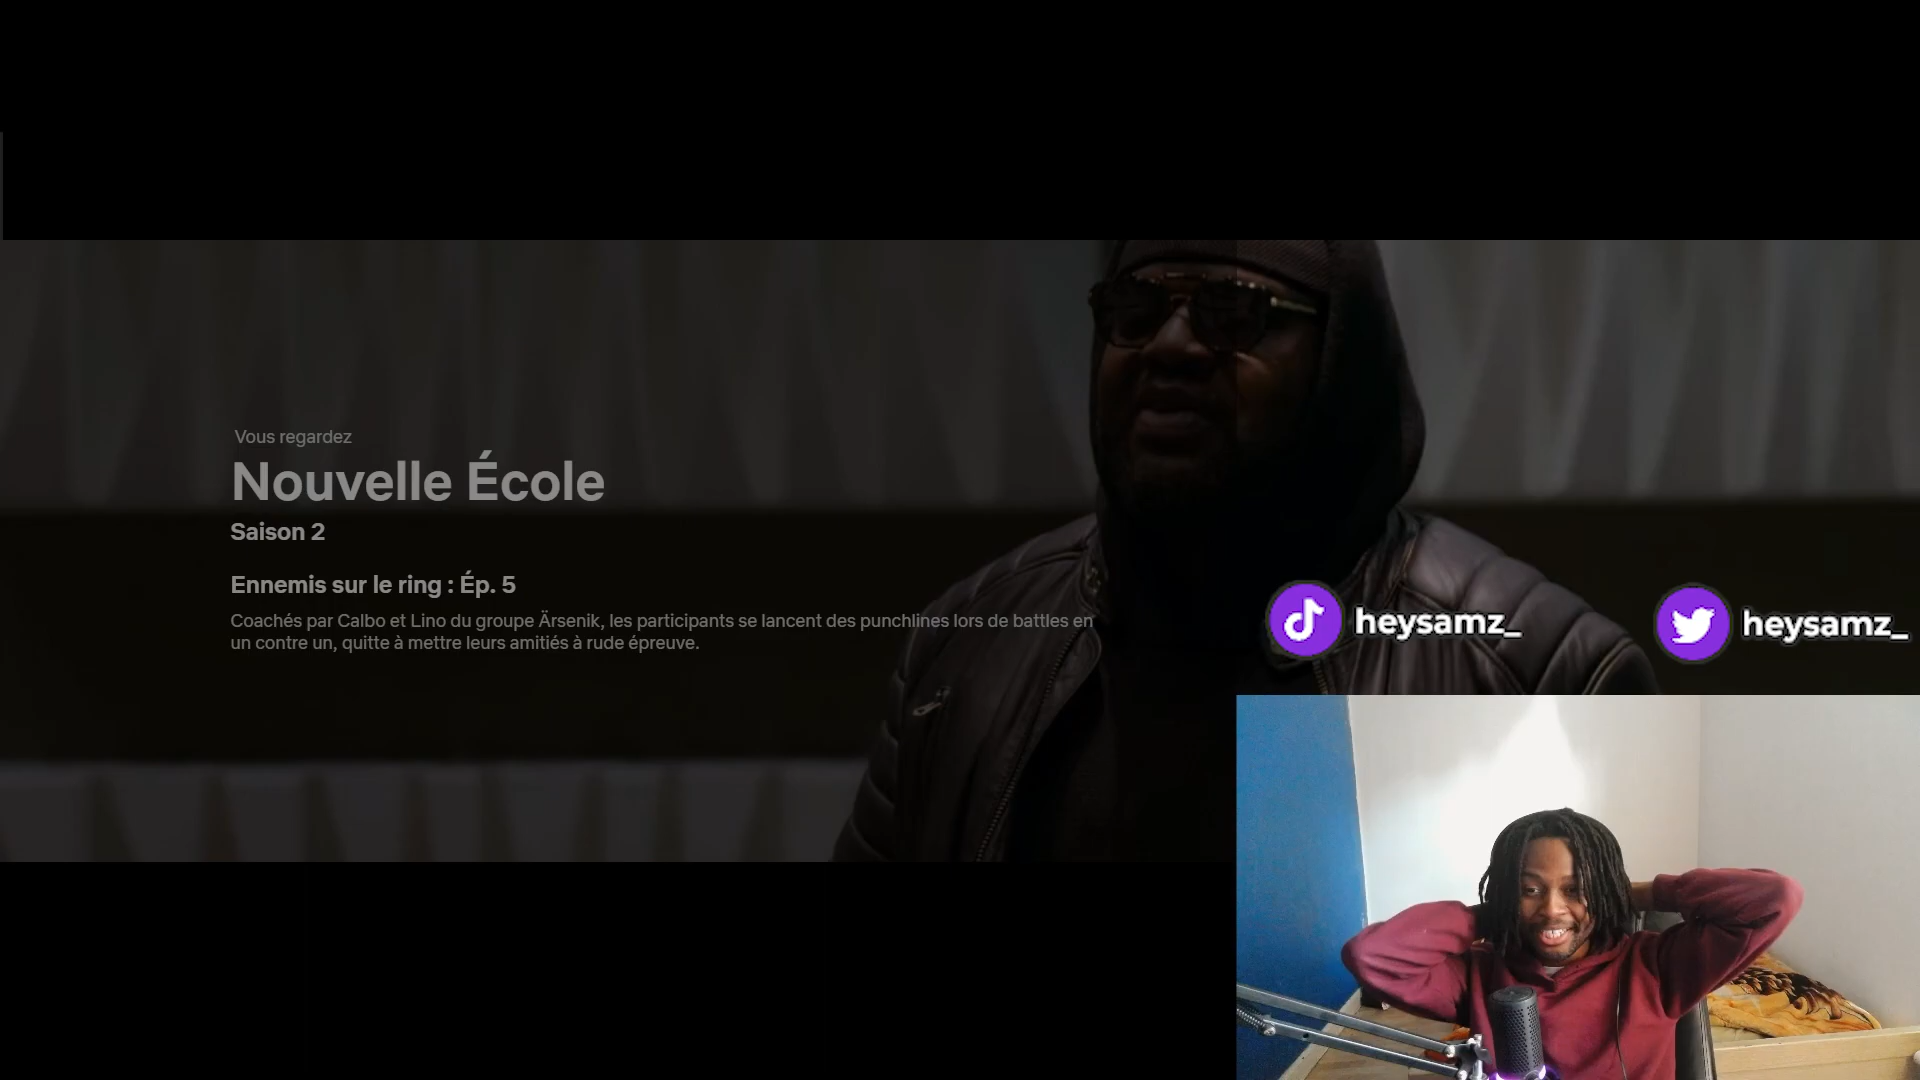 Vous regardez
Nouvelle École
Saison 2
Ennemis sur le ring : Ép. 5
Coachés par Calbo et Lino du groupe Ärsenik, les participants se lancent des punchlines lors de battles en
un contre un, quitte à mettre leurs amitiés à rude épreuve.
heysamz_
heysamz_